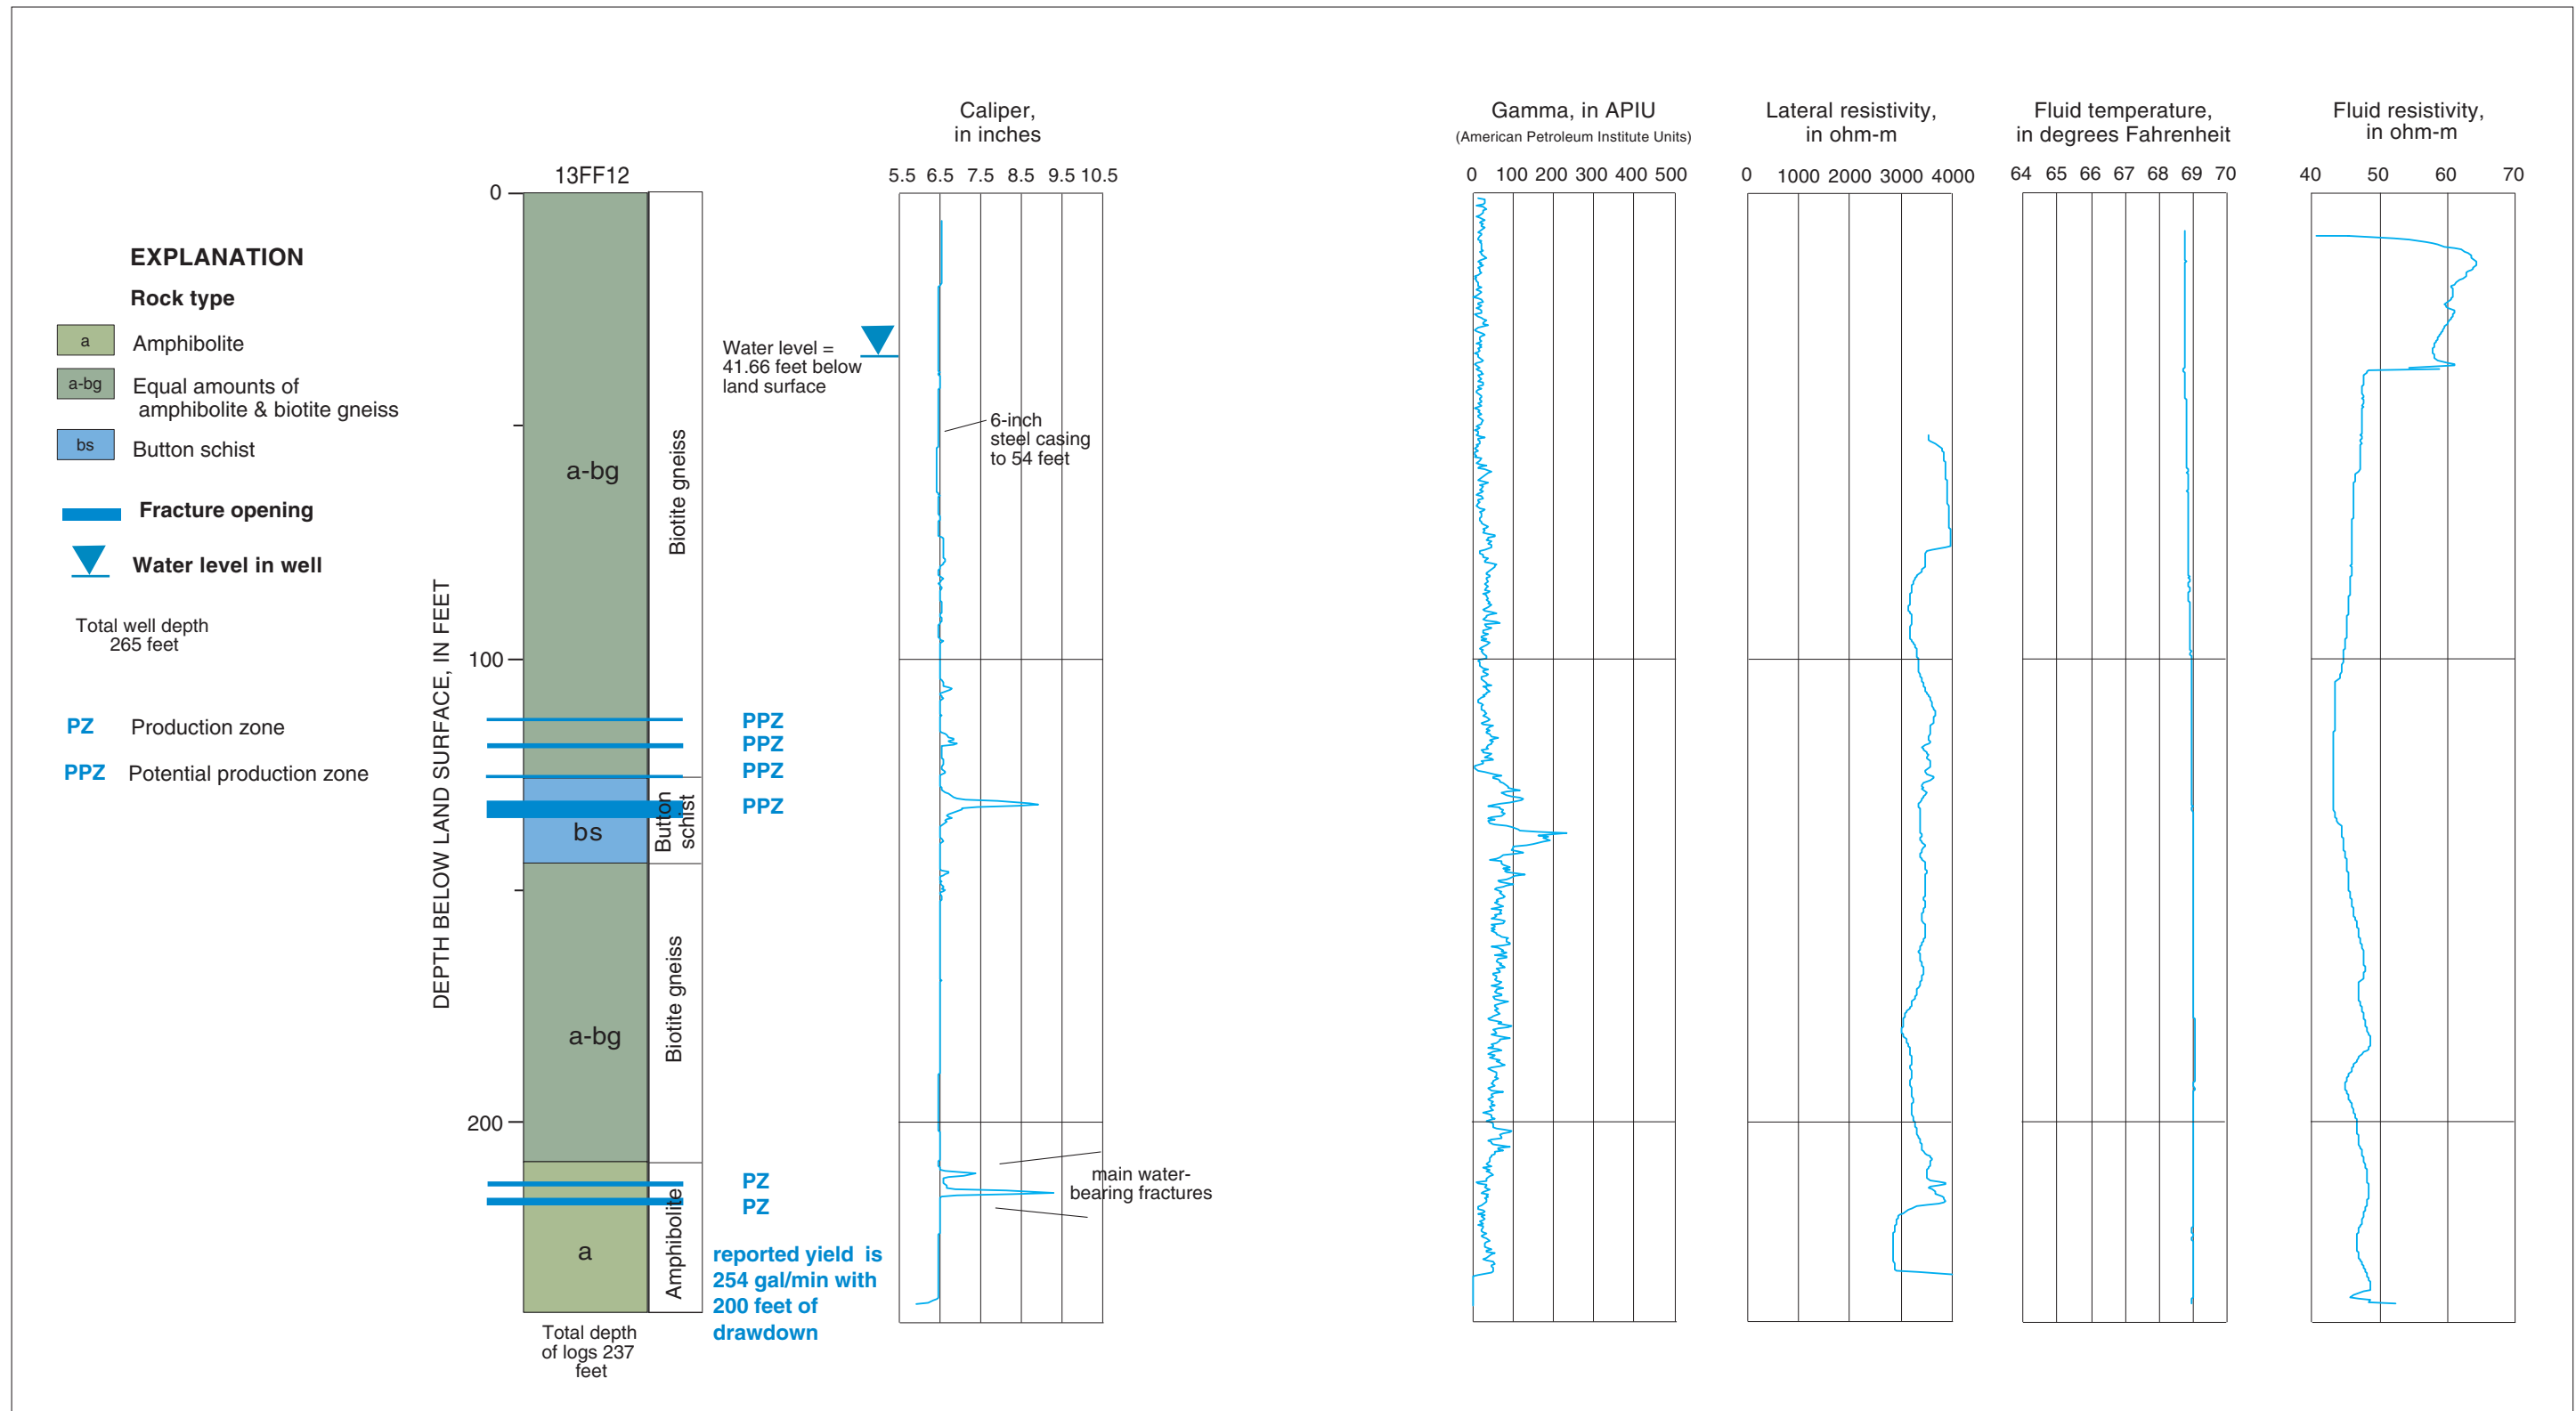 EXPLANATION
Rock type
a Amphibolite
a-bg Equal amounts of
amphibolite & biotite gneiss
bs Button schist
Fracture opening
Water level in well
Total well depth
265 feet
PZ Production zone
PPZ Potential production zone
DEPTH BELOW LAND SURFACE, IN FEET
0
100
200
13FF12
a-bg
bs
a-bg
a
Biotite gneiss
Button
schist
Biotite gneiss
Amphibolite
Total depth
of logs 237
feet
Water level =
41.66 feet below
land surface
PPZ
PPZ
PPZ
PPZ
PZ
PZ
reported yield is
254 gal/min with
200 feet of
drawdown
Caliper,
in inches
5.5 6.5 7.5 8.5 9.5 10.5
6-inch
steel casing
to 54 feet
main water-
bearing fractures
Gamma, in APIU
(American Petroleum Institute Units)
0 100 200 300 400 500
Lateral resistivity,
in ohm-m
0 1000 2000 3000 4000
Fluid temperature,
in degrees Fahrenheit
64 65 66 67 68 69 70
Fluid resistivity,
in ohm-m
40 50 60 70